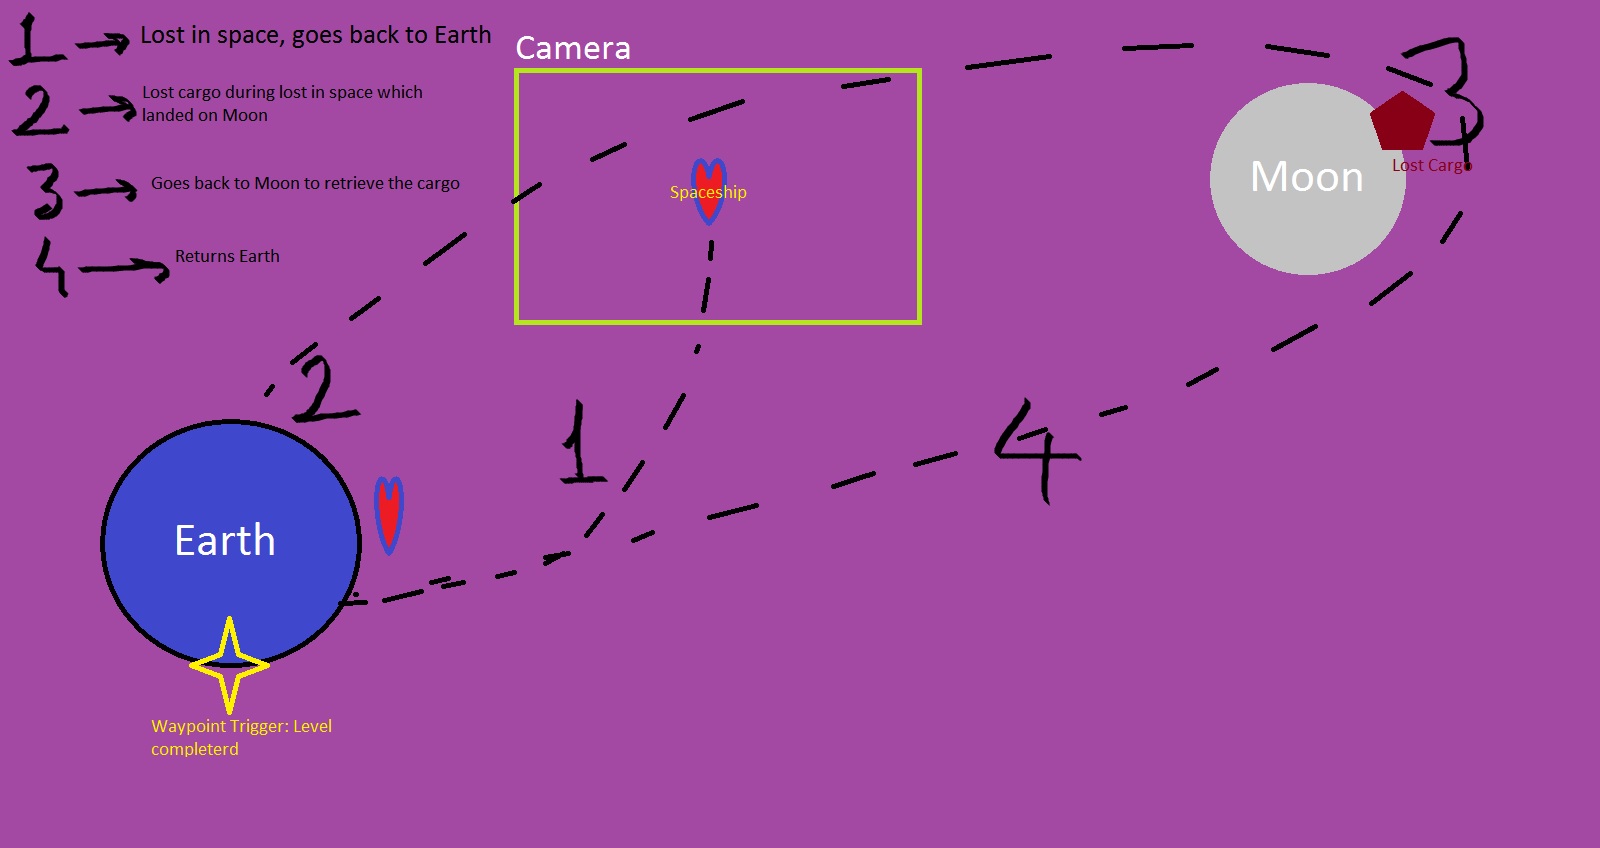 1 → Lost in space, goes back to Earth
2 → Lost cargo during lost in space which
landed on Moon
3 → Goes back to Moon to retrieve the cargo
4 → Returns Earth
Camera
Spaceship
3
Moon
Lost Cargo
2
1
4
Earth
Waypoint Trigger: Level
completerd